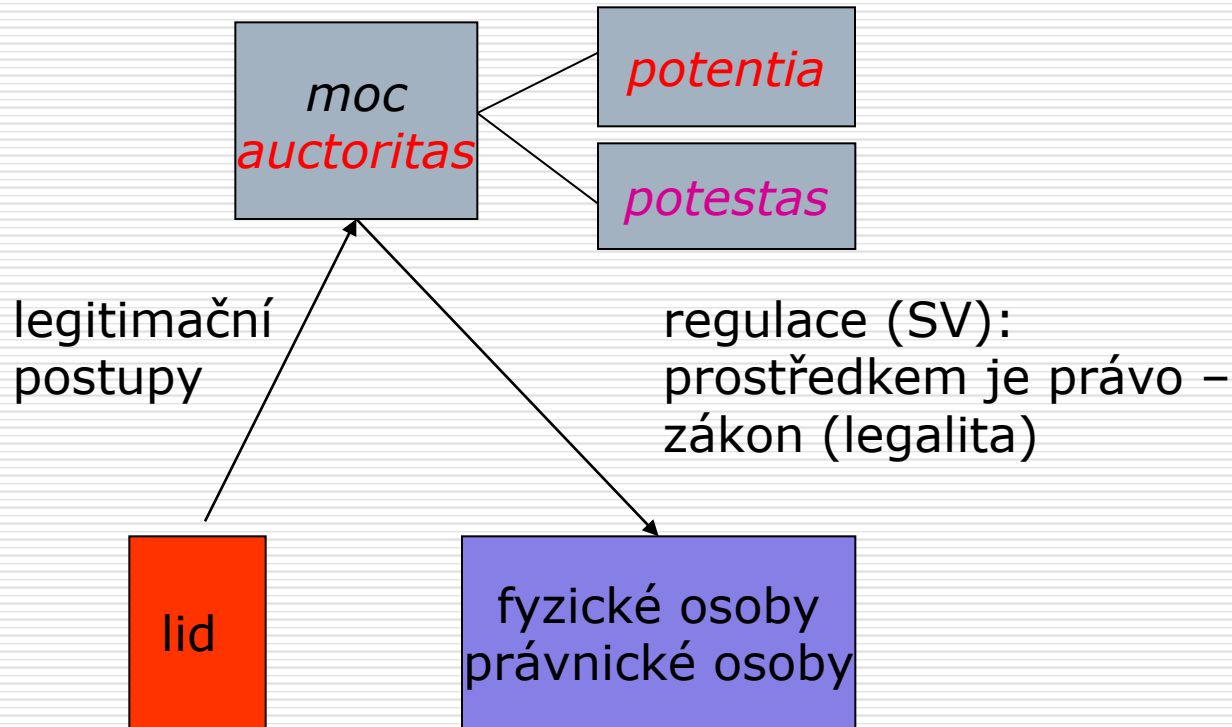 moc
auctoritas
potentia
potestas
legitimační
postupy
regulace (SV):
prostředkem je právo –
zákon (legalita)
lid
fyzické osoby
právnické osoby